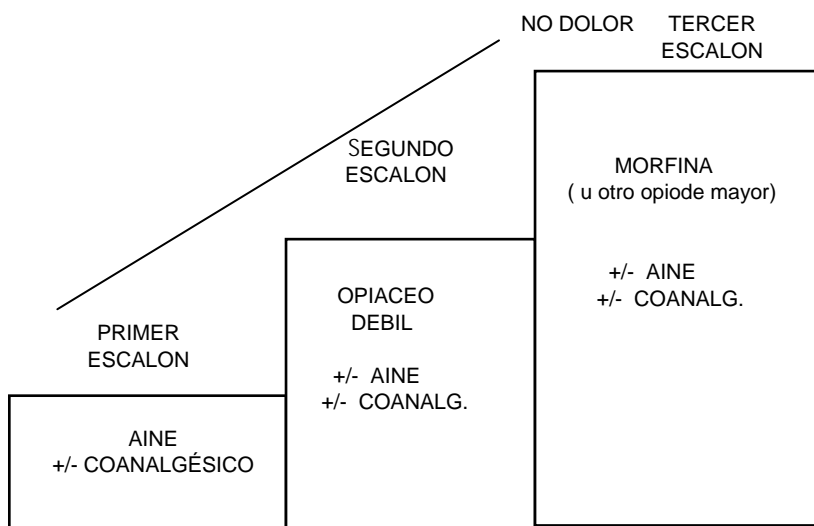 NO DOLOR
TERCER
ESCALON
SEGUNDO
ESCALON
MORFINA
( u otro opiode mayor)
+/- AINE
+/- COANALG.
OPIACEO
DEBIL
+/- AINE
+/- COANALG.
PRIMER
ESCALON
AINE
+/- COANALGÉSICO